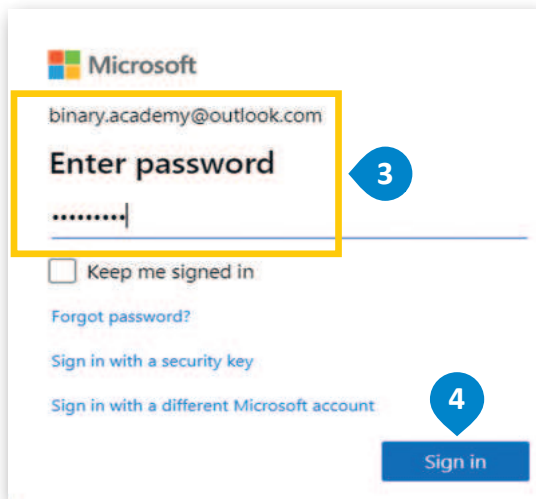 Microsoft
binary.academy@outlook.com
Enter password
3
•••••••••
Keep me signed in
Forgot password?
Sign in with a security key
Sign in with a different Microsoft account
4
Sign in